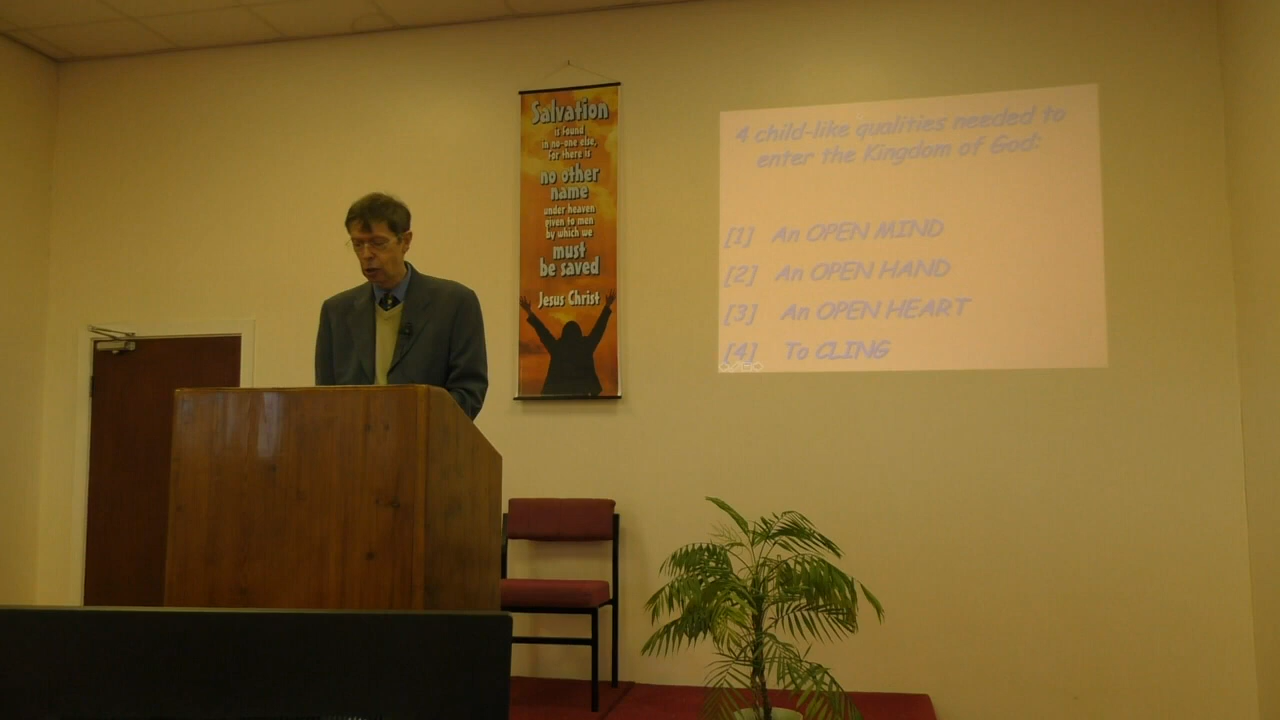 Salvation
is found
in no-one else,
for there is
no other
name
under heaven
given to men
by which we
must
be saved
Jesus Christ
4 child-like qualities needed to
enter the Kingdom of God:
[1] An OPEN MIND
[2] An OPEN HAND
[3] An OPEN HEART
[4] To CLING